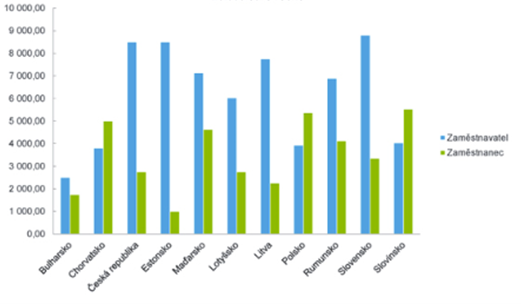 10 000,00
9 000,00
8 000,00
7 000,00
6 000,00
5 000,00
4 000,00
3 000,00
2 000,00
1 000,00
0,00
Bulharsko
Chorvatsko
Česká republika
Estonsko
Maďarsko
Lotyšsko
Litva
Polsko
Rumunsko
Slovensko
Slovinsko
Zaměstnavatel
Zaměstnanec